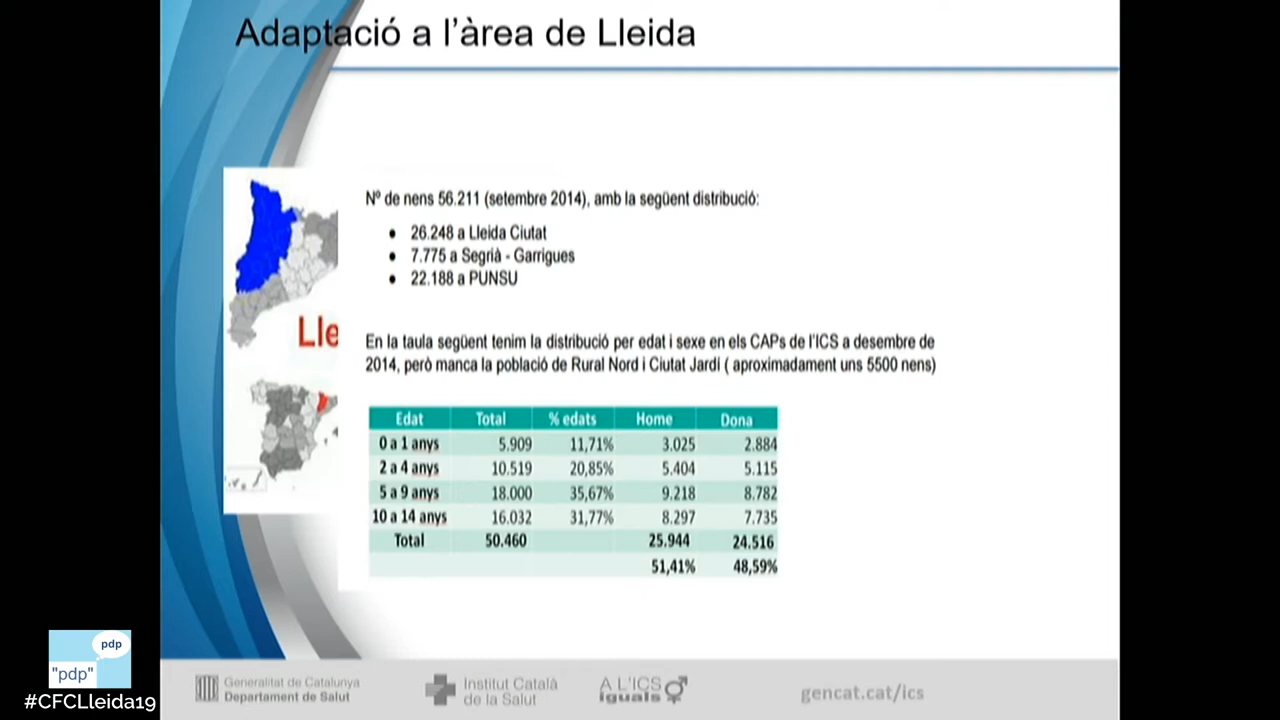 Adaptació a l'àrea de Lleida
Nº de nens 56.211 (setembre 2014), amb la següent distribució:
• 26.248 a Lleida Ciutat
• 7.775 a Segrià - Garrigues
• 22.188 a PUNSU
Lle
En la taula següent tenim la distribució per edat i sexe en els CAPs de l'ICS a desembre de
2014, però manca la població de Rural Nord i Ciutat Jardi ( aproximadament uns 5500 nens)
Edat Total % edats Home Dona
0 a 1 anys 5.909 11,71% 3.025 2.884
2 a 4 anys 10.519 20,85% 5.404 5.115
5 a 9 anys 18.000 35,67% 9.218 8.782
10 a 14 anys 16.032 31,77% 8.297 7.735
Total 50.460 25.944 24.516
51,41% 48,59%
pdp
"pdp"
#CFCLleida19
Generalitat de Catalunya
Departament de Salut
Institut Català
de la Salut
A L'ICS
iguals
gencat.cat/ics